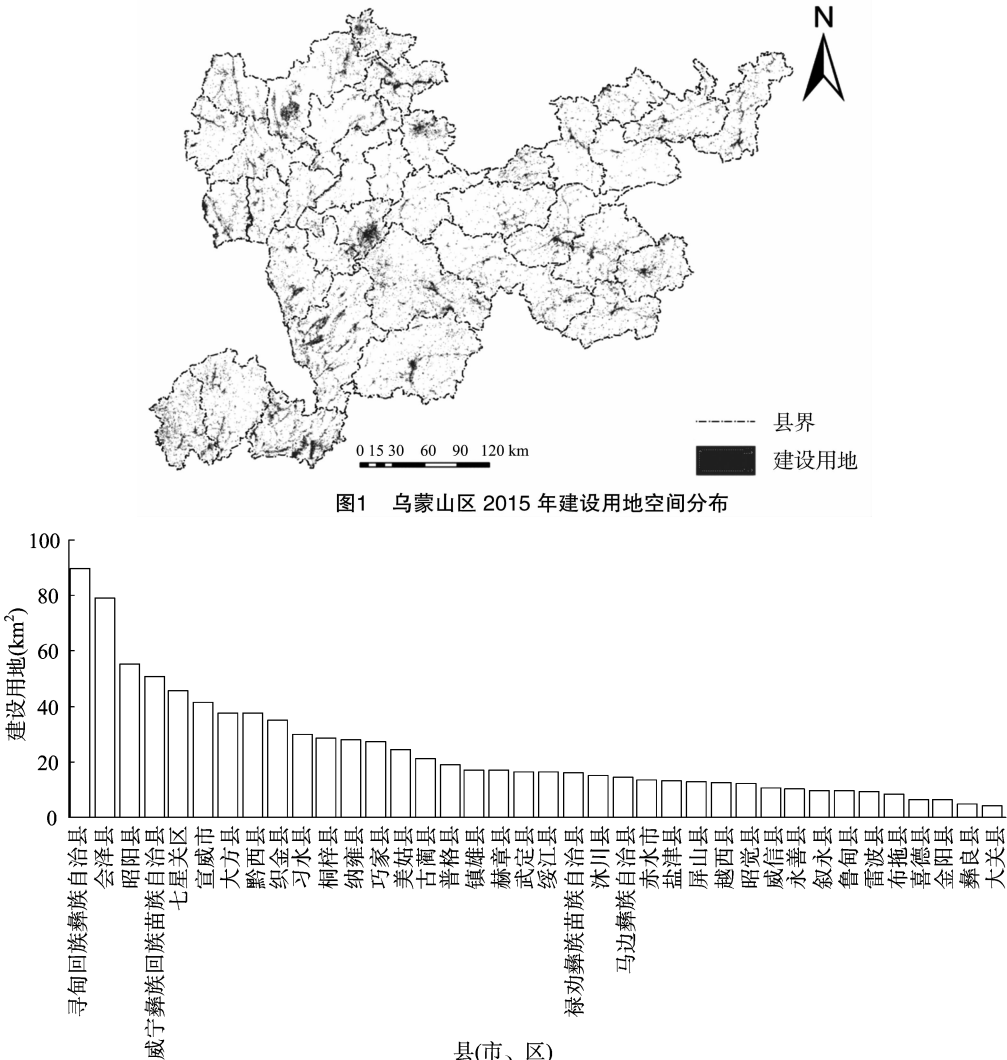 N
县界
0 15 30 60 90 120 km
建设用地
图1 乌蒙山区 2015 年建设用地空间分布
100
80
60
40
20
0
建设用地(km²)
寻甸回族彝族自治县
会泽县
昭阳县
威宁彝族回族苗族自治县
七星关区
宣威市
大方县
黔西县
织金县
习水县
桐梓县
纳雍县
巧家县
美姑县
古蔺县
普格县
镇雄县
赫章县
武定县
绥江县
禄劝彝族苗族自治县
沐川县
马边彝族自治县
赤水市
盐津县
屏山县
越西县
昭觉县
威信县
永善县
叙永县
鲁甸县
雷波县
布拖县
喜德县
金阳县
彝良县
大关县
县(市、区)